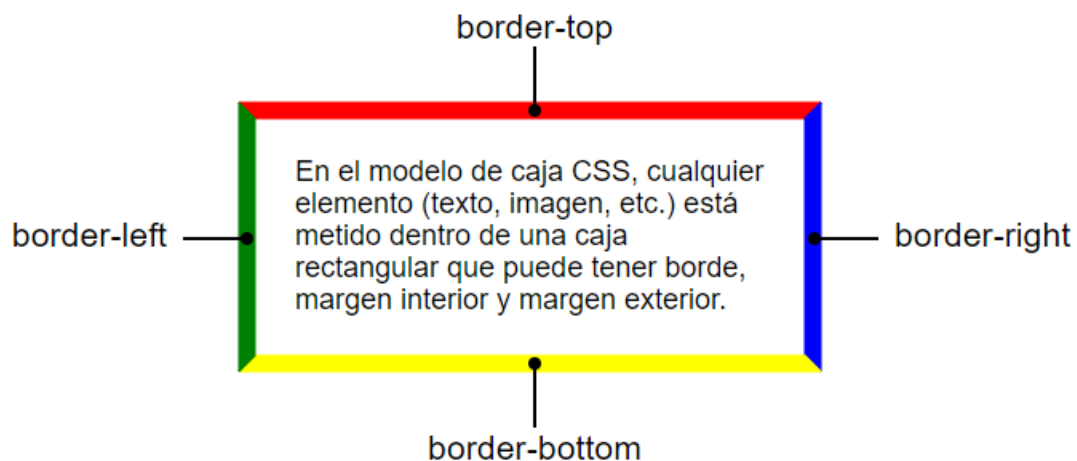 border-top
En el modelo de caja CSS, cualquier
elemento (texto, imagen, etc.) está
metido dentro de una caja
rectangular que puede tener borde,
margen interior y margen exterior.
border-left
border-right
border-bottom